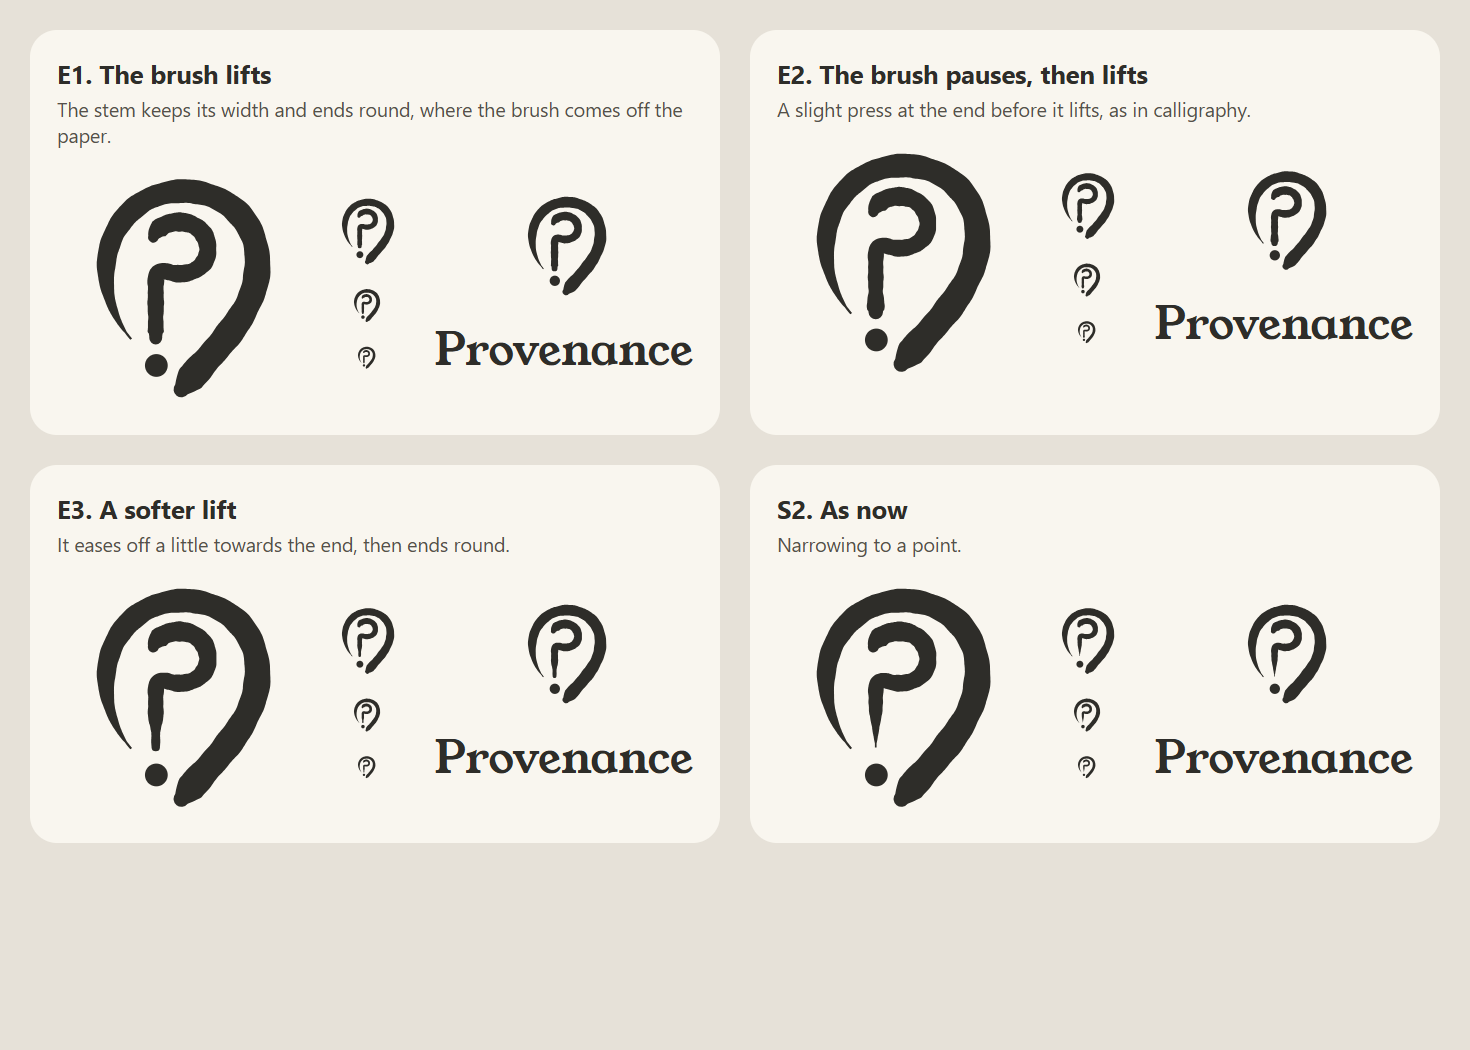 E1. The brush lifts
The stem keeps its width and ends round, where the brush comes off the
paper.
Provenance
E2. The brush pauses, then lifts
A slight press at the end before it lifts, as in calligraphy.
Provenance
E3. A softer lift
It eases off a little towards the end, then ends round.
Provenance
S2. As now
Narrowing to a point.
Provenance